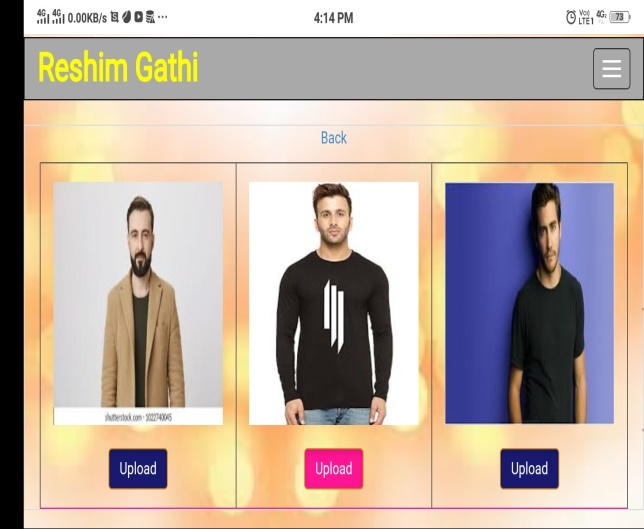 4G 4G 0.00KB/s 4:14 PM Vo) LTE1 4G 73
Reshim Gathi
Back
shutterstock.com · 1022740045
Upload Upload Upload